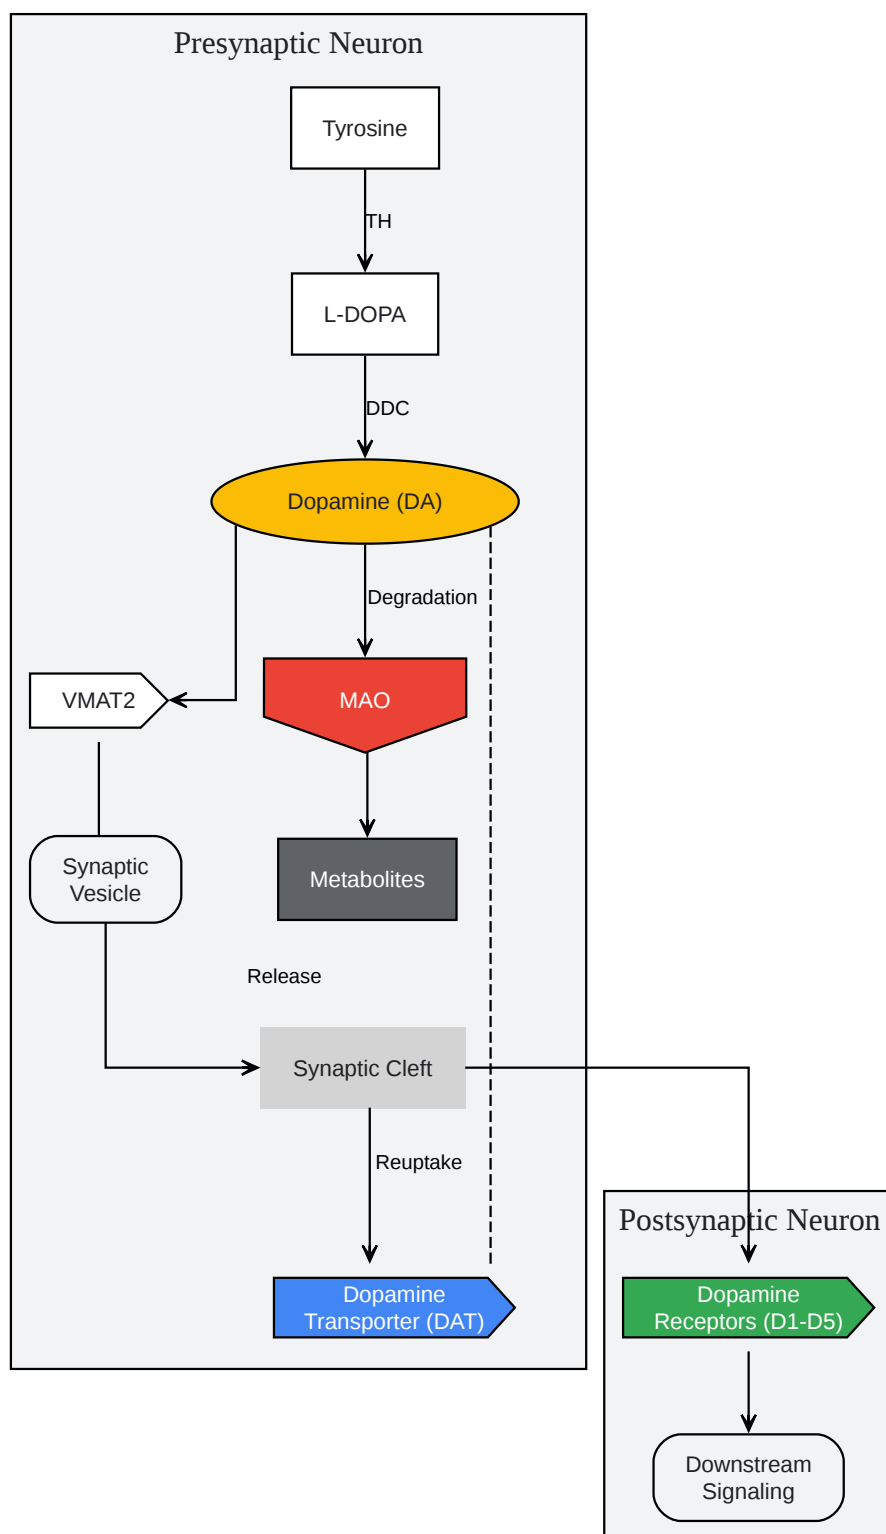 Presynaptic Neuron
Tyrosine
TH
L-DOPA
DDC
Dopamine (DA)
Degradation
VMAT2
MAO
Synaptic
Vesicle
Metabolites
Release
Synaptic Cleft
Reuptake
Dopamine
Transporter (DAT)
Postsynaptic Neuron
Dopamine
Receptors (D1-D5)
Downstream
Signaling